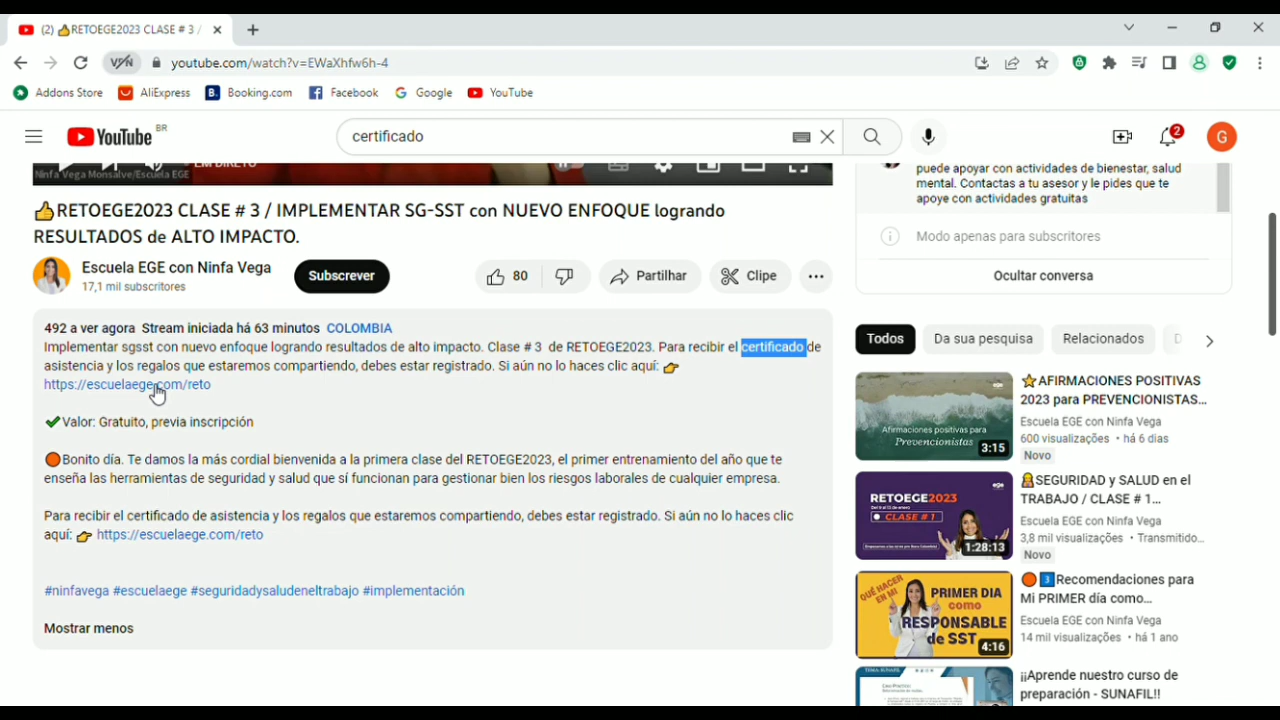 (2) 👍RETOEGE2023 CLASE # 3 /
VPN
youtube.com/watch?v=EWaXhfw6h-4
Addons Store
AliExpress
B. Booking.com
Facebook
Google
YouTube
YouTube BR
certificado
2
G
EM DIRETO
Ninfa Vega Monsalve/Escuela EGE
👍RETOEGE2023 CLASE # 3 / IMPLEMENTAR SG-SST con NUEVO ENFOQUE logrando
RESULTADOS de ALTO IMPACTO.
Escuela EGE con Ninfa Vega
17,1 mil subscritores
Subscrever
80
Partilhar
Clipe
492 a ver agora Stream iniciada há 63 minutos COLOMBIA
Implementar sgsst con nuevo enfoque logrando resultados de alto impacto. Clase # 3 de RETOEGE2023. Para recibir el certificado de
asistencia y los regalos que estaremos compartiendo, debes estar registrado. Si aún no lo haces clic aquí: 👉
https://escuelaege.com/reto
✔Valor: Gratuito, previa inscripción
🟠Bonito día. Te damos la más cordial bienvenida a la primera clase del RETOEGE2023, el primer entrenamiento del año que te
enseña las herramientas de seguridad y salud que sí funcionan para gestionar bien los riesgos laborales de cualquier empresa.
Para recibir el certificado de asistencia y los regalos que estaremos compartiendo, debes estar registrado. Si aún no lo haces clic
aquí: 👉 https://escuelaege.com/reto
#ninfavega #escuelaege #seguridadysaludeneltrabajo #implementación
Mostrar menos
puede apoyar con actividades de bienestar, salud
mental. Contactas a tu asesor y le pides que te
apoye con actividades gratuitas
Modo apenas para subscritores
Ocultar conversa
Todos
Da sua pesquisa
Relacionados
D
Afirmaciones positivas para
Prevencionistas
3:15
⭐AFIRMACIONES POSITIVAS
2023 para PREVENCIONISTAS...
Escuela EGE con Ninfa Vega
600 visualizações • há 6 dias
Novo
ege
RETOEGE2023
CLASE # 1
1:28:13
👷SEGURIDAD y SALUD en el
TRABAJO / CLASE # 1...
Escuela EGE con Ninfa Vega
3,8 mil visualizações • Transmitido...
Novo
QUÉ HACER
EN MI
PRIMER DIA
como
RESPONSABLE
de SST
4:16
🟠3️⃣Recomendaciones para
Mi PRIMER día como...
Escuela EGE con Ninfa Vega
14 mil visualizações • há 1 ano
¡¡Aprende nuestro curso de
preparación - SUNAFIL!!